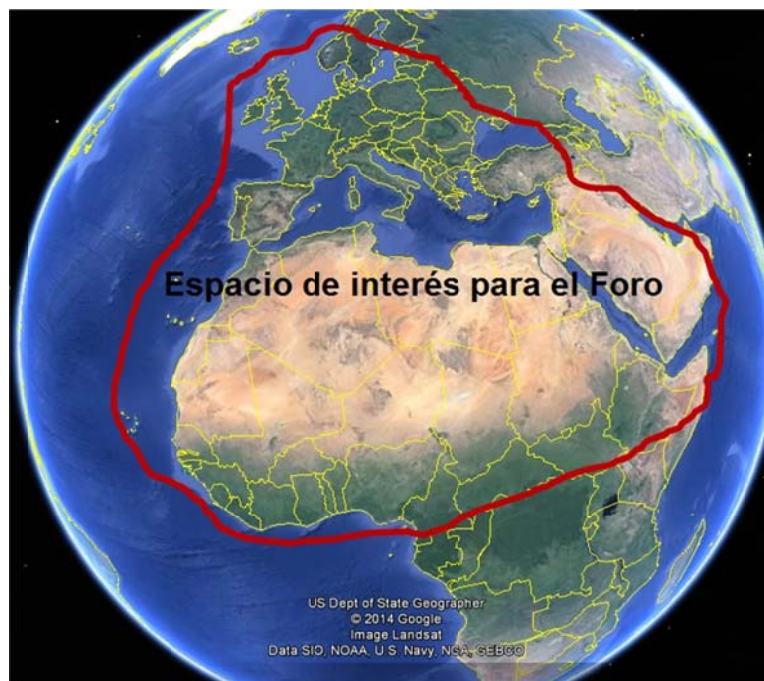 Espacio de interés para el Foro
US Dept of State Geographer
© 2014 Google
Image Landsat
Data SIO, NOAA, U.S. Navy, NGA, GEBCO